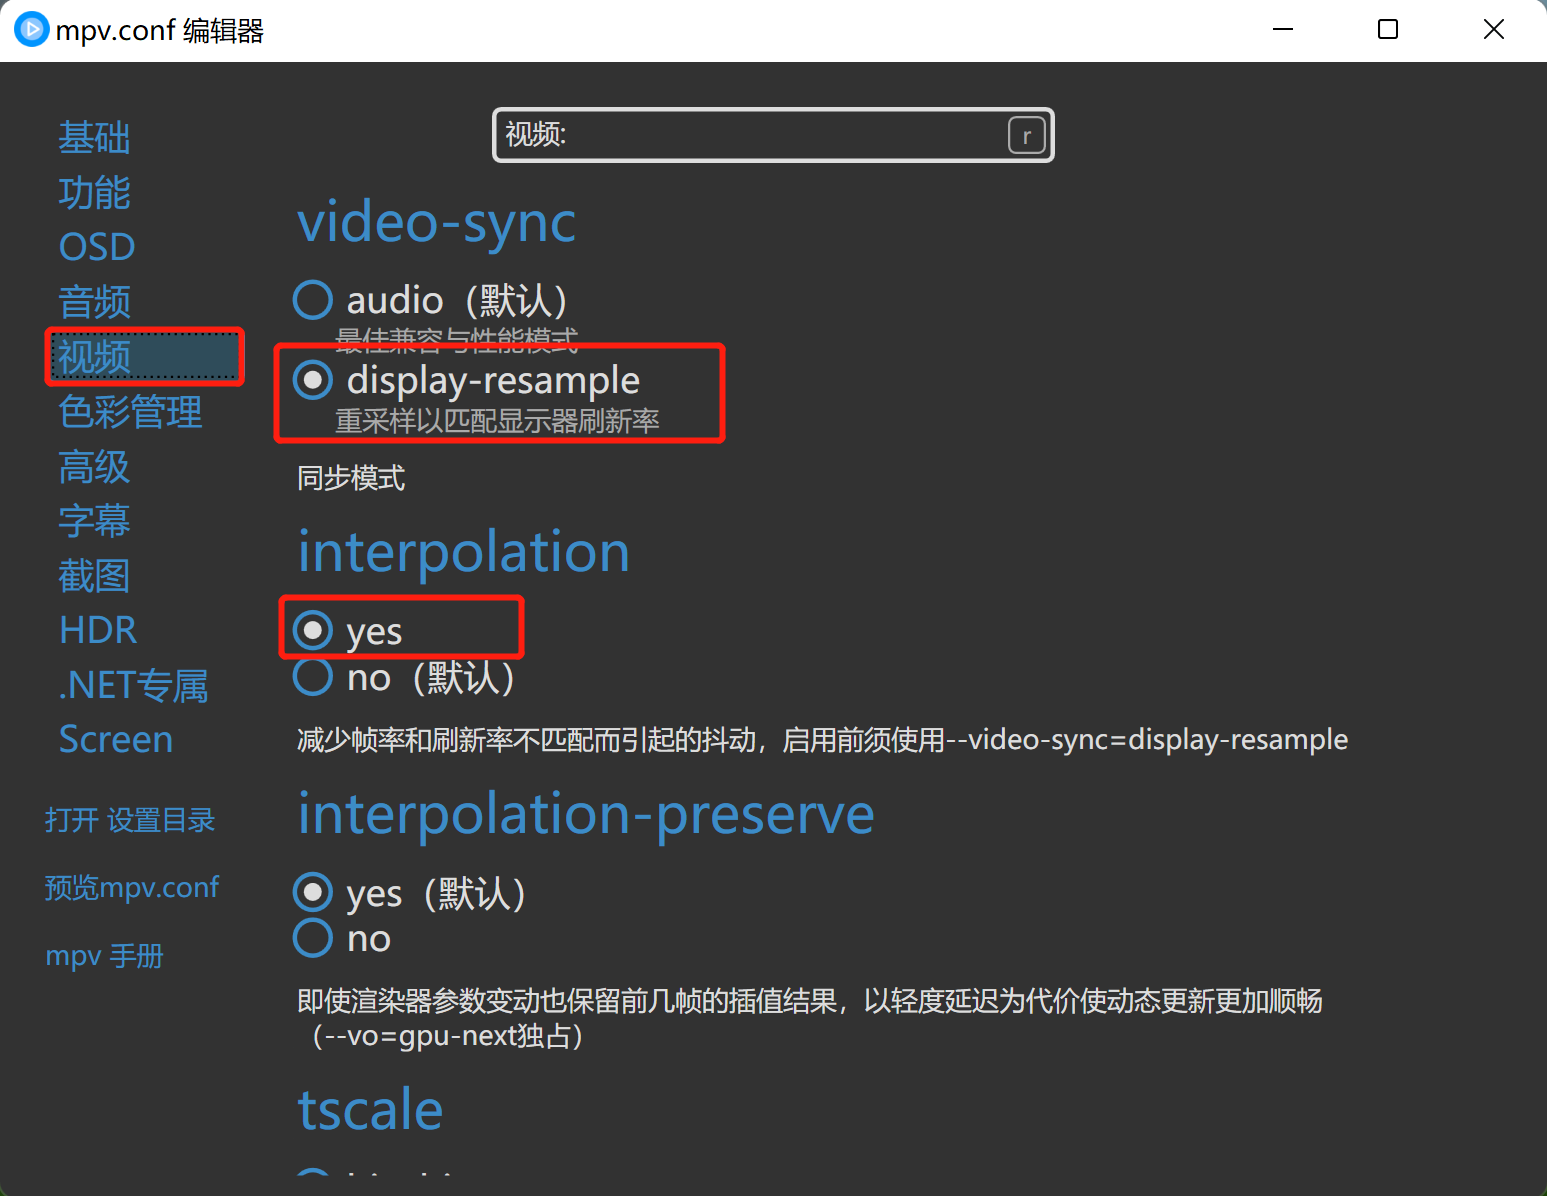 mpv.conf 编辑器
视频:
r
基础
功能
OSD
音频
视频
色彩管理
高级
字幕
截图
HDR
.NET专属
Screen
打开 设置目录
预览mpv.conf
mpv 手册
video-sync
audio（默认）
最佳兼容与性能模式
display-resample
重采样以匹配显示器刷新率
同步模式
interpolation
yes
no（默认）
减少帧率和刷新率不匹配而引起的抖动，启用前须使用--video-sync=display-resample
interpolation-preserve
yes（默认）
no
即使渲染器参数变动也保留前几帧的插值结果，以轻度延迟为代价使动态更新更加顺畅
（--vo=gpu-next独占）
tscale